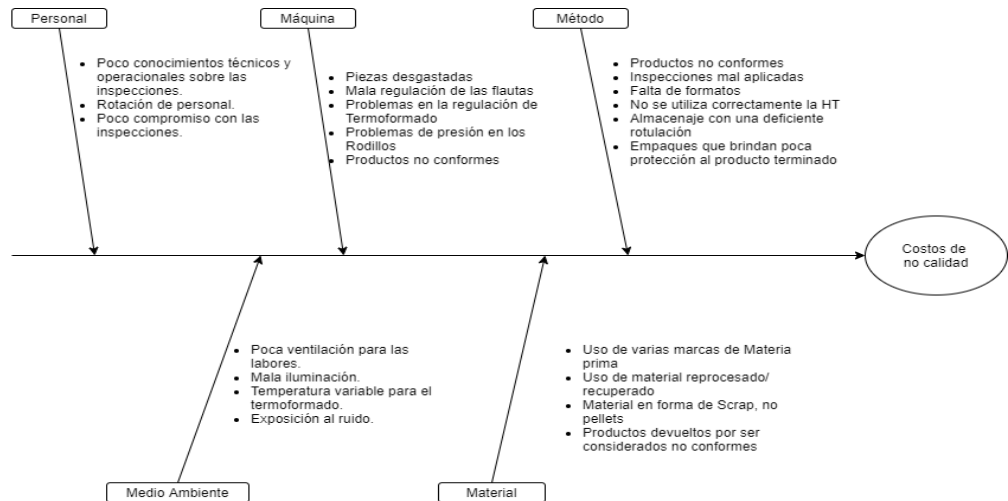 Personal
Máquina
Método
Poco conocimientos técnicos y
operacionales sobre las
inspecciones.
Rotación de personal.
Poco compromiso con las
inspecciones.
Piezas desgastadas
Mala regulación de las flautas
Problemas en la regulación de
Termoformado
Problemas de presión en los
Rodillos
Productos no conformes
Productos no conformes
Inspecciones mal aplicadas
Falta de formatos
No se utiliza correctamente la HT
Almacenaje con una deficiente
rotulación
Empaques que brindan poca
protección al producto terminado
Costos de
no calidad
Poca ventilación para las
labores.
Mala iluminación.
Temperatura variable para el
termoformado.
Exposición al ruido.
Uso de varias marcas de Materia
prima
Uso de material reprocesado/
recuperado
Material en forma de Scrap, no
pellets
Productos devueltos por ser
considerados no conformes
Medio Ambiente
Material